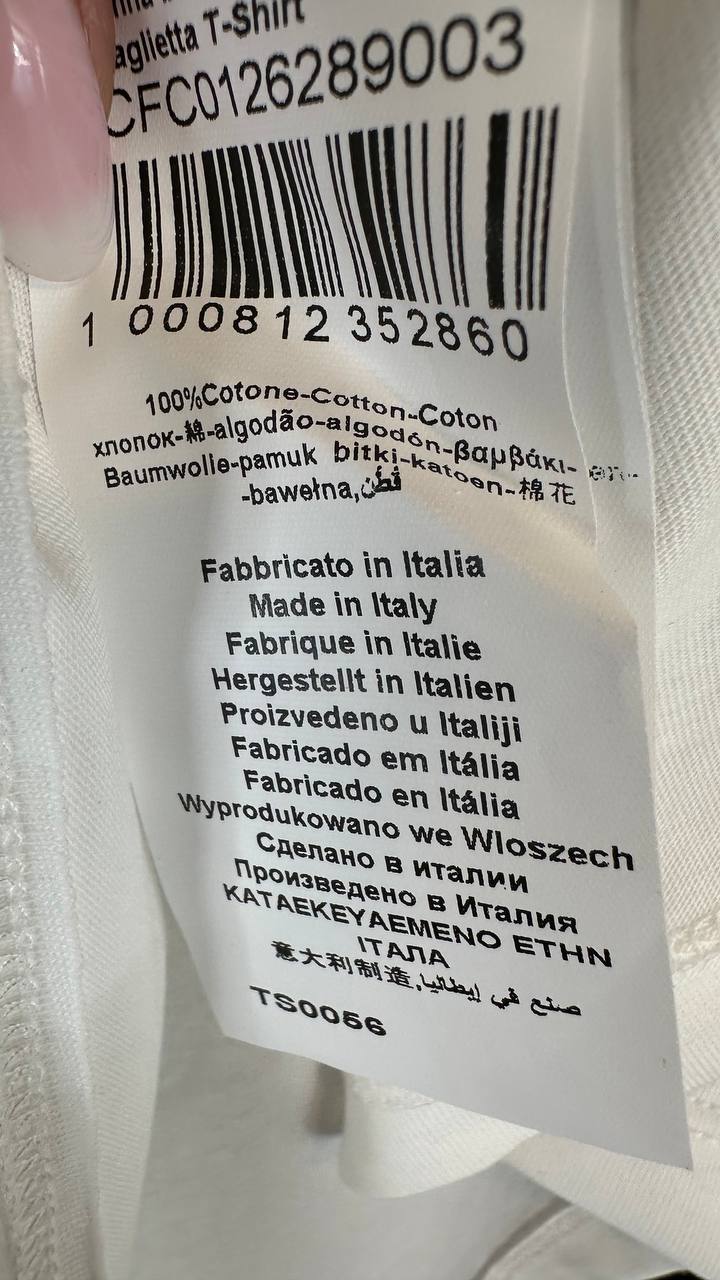 aglietta T-Shirt
CFC0126289003
1 000812 352860
100%Cotone-Cotton-Coton
хлопок-綿-algodão-algodón-βαμβάκι-
Baumwolle-pamuk bitki-katoen-棉花
-bawełna,قُطْن
Fabbricato in Italia
Made in Italy
Fabrique in Italie
Hergestellt in Italien
Proizvedeno u Italiji
Fabricado em Itália
Fabricado en Itália
Wyprodukowano we Wloszech
Сделано в италии
Произведено в Италия
KATAEKEYAEMENO ETHN
ІТАЛА
意大利制造,صنع في إيطاليا
TS0056